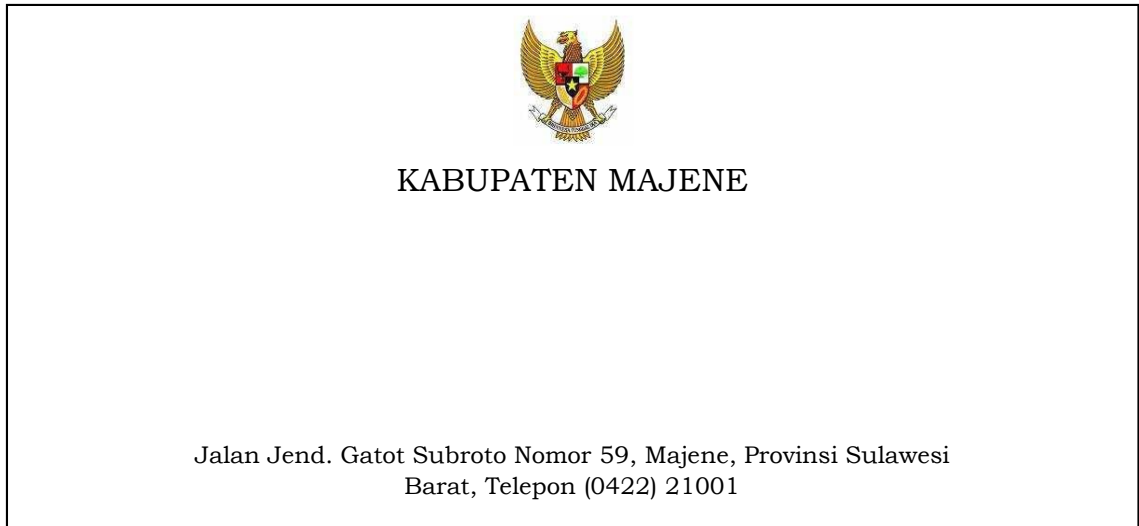 KABUPATEN MAJENE
Jalan Jend. Gatot Subroto Nomor 59, Majene, Provinsi Sulawesi
Barat, Telepon (0422) 21001